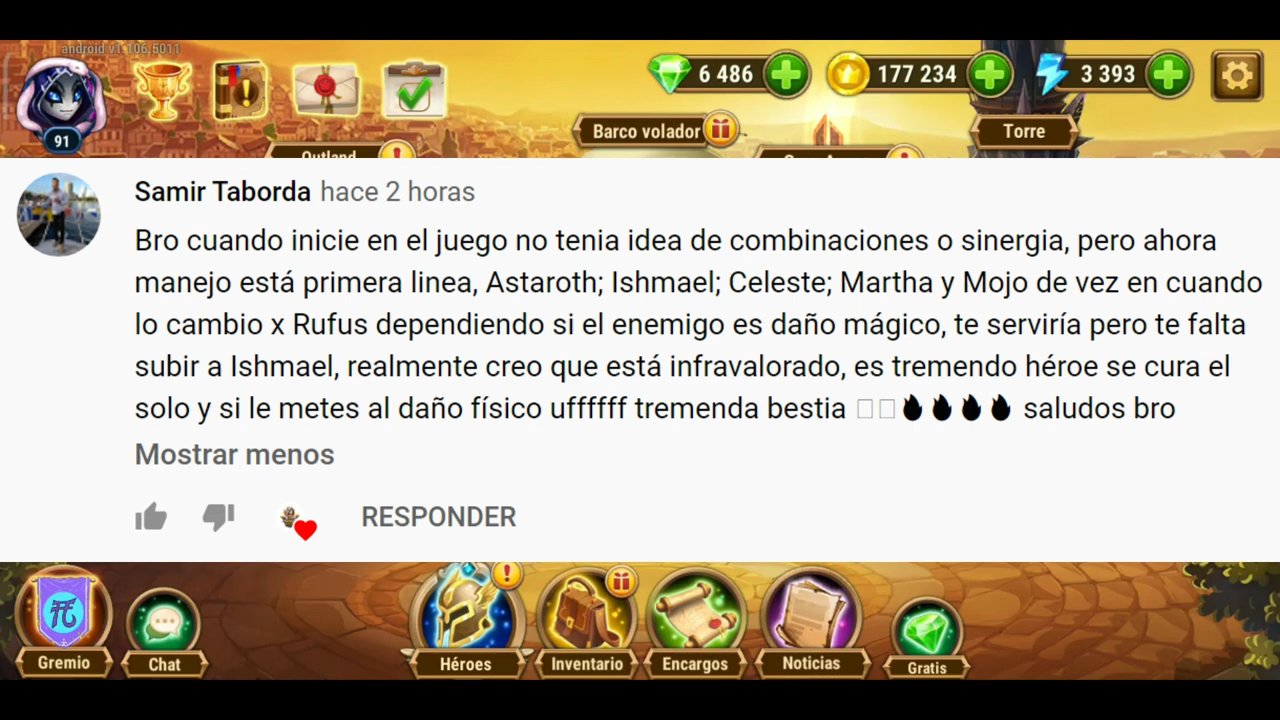 android v1.106.5011
6 486
177 234
3 393
91
Barco volador
Torre
Outland
Samir Taborda hace 2 horas
Bro cuando inicie en el juego no tenia idea de combinaciones o sinergia, pero ahora
manejo está primera linea, Astaroth; Ishmael; Celeste; Martha y Mojo de vez en cuando
lo cambio x Rufus dependiendo si el enemigo es daño mágico, te serviría pero te falta
subir a Ishmael, realmente creo que está infravalorado, es tremendo héroe se cura el
solo y si le metes al daño físico uffffff tremenda bestia □□🔥🔥🔥🔥 saludos bro
Mostrar menos
RESPONDER
Gremio
Chat
Héroes
Inventario
Encargos
Noticias
Gratis